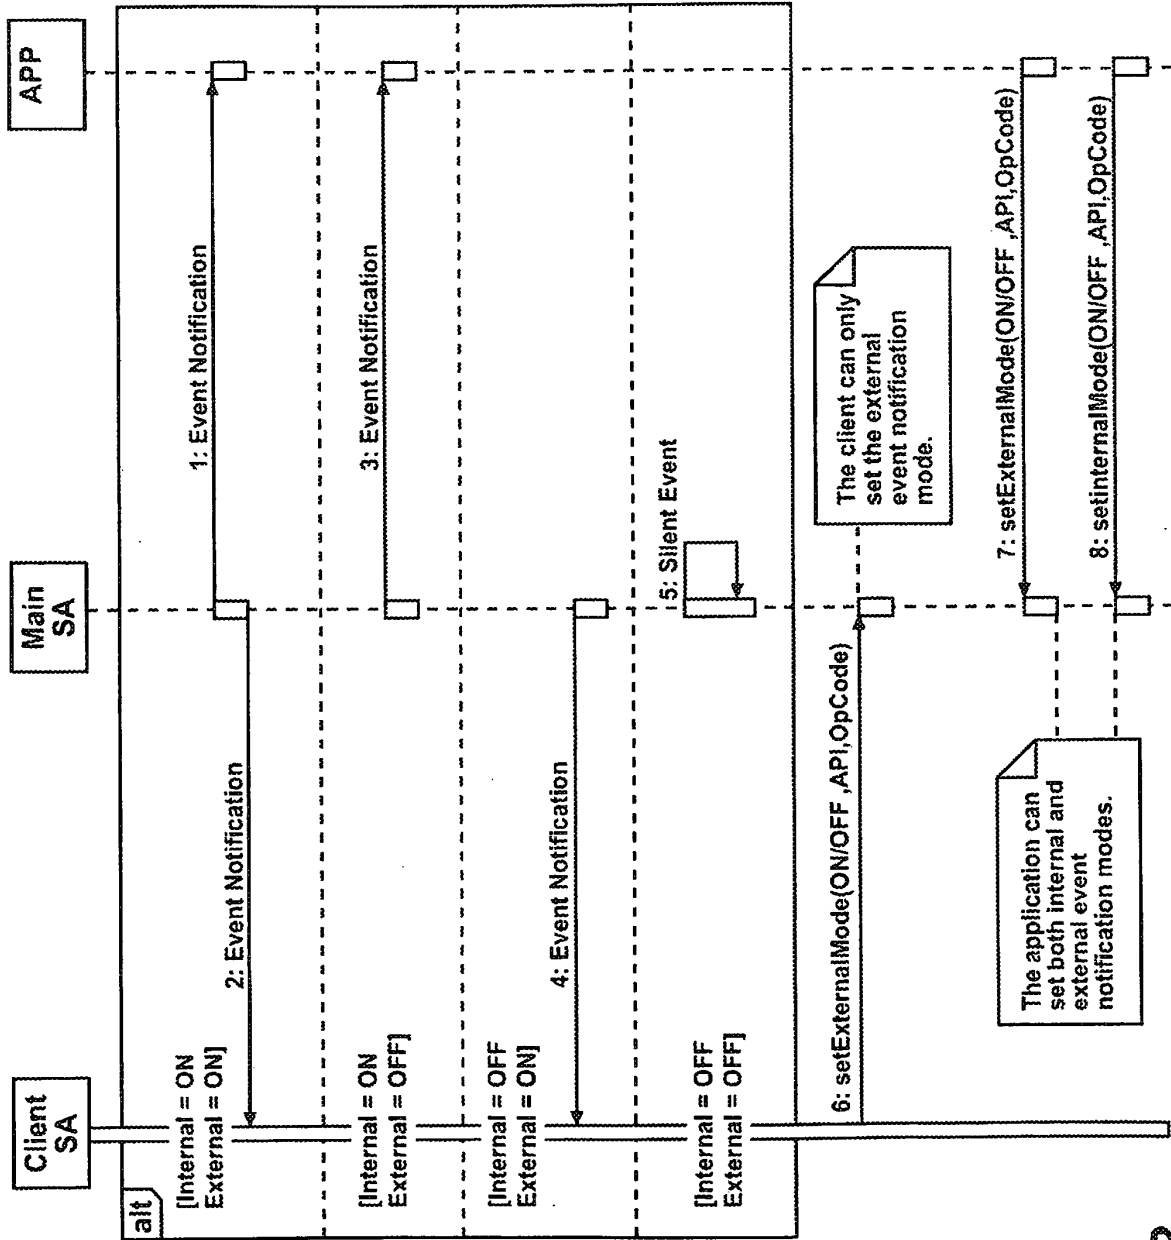 Client
SA
Main
SA
APP
alt
[Internal = ON
External = ON]
1: Event Notification
2: Event Notification
[Internal = ON
External = OFF]
3: Event Notification
[Internal = OFF
External = ON]
4: Event Notification
[Internal = OFF
External = OFF]
5: Silent Event
6: setExternalMode(ON/OFF ,API,OpCode)
The client can only
set the external
event notification
mode.
7: setExternalMode(ON/OFF ,API,OpCode)
The application can
set both internal and
external event
notification modes.
8: setInternalMode(ON/OFF ,API,OpCode)